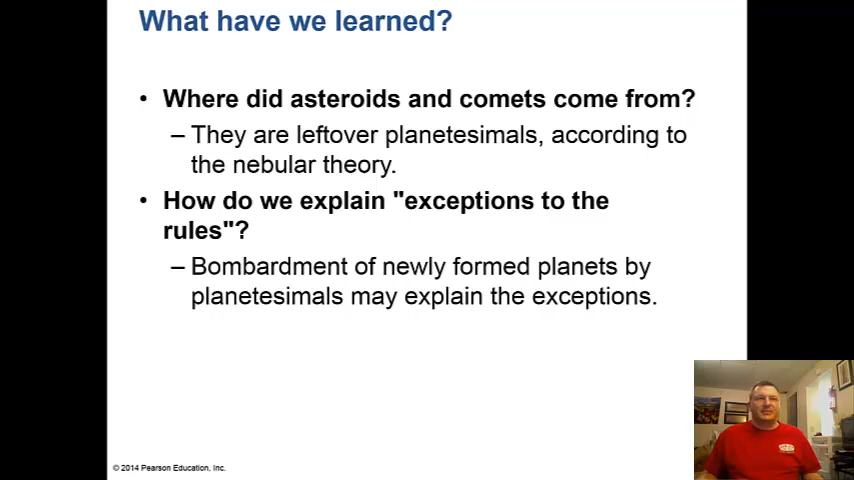 What have we learned?
• Where did asteroids and comets come from?
– They are leftover planetesimals, according to
the nebular theory.
• How do we explain "exceptions to the
rules"?
– Bombardment of newly formed planets by
planetesimals may explain the exceptions.
© 2014 Pearson Education, Inc.